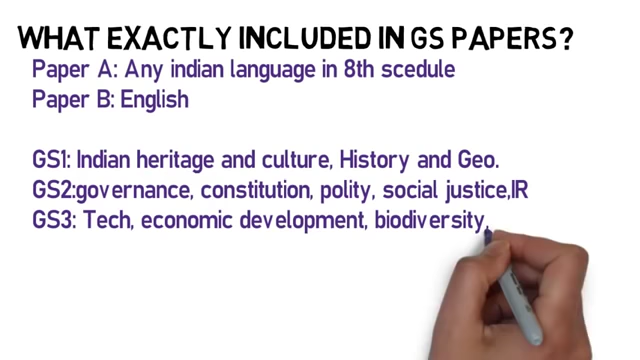 WHAT EXACTLY INCLUDED IN GS PAPERS?
Paper A: Any indian language in 8th scedule
Paper B: English
GS1: Indian heritage and culture, History and Geo.
GS2:governance, constitution, polity, social justice,IR
GS3: Tech, economic development, biodiversity,